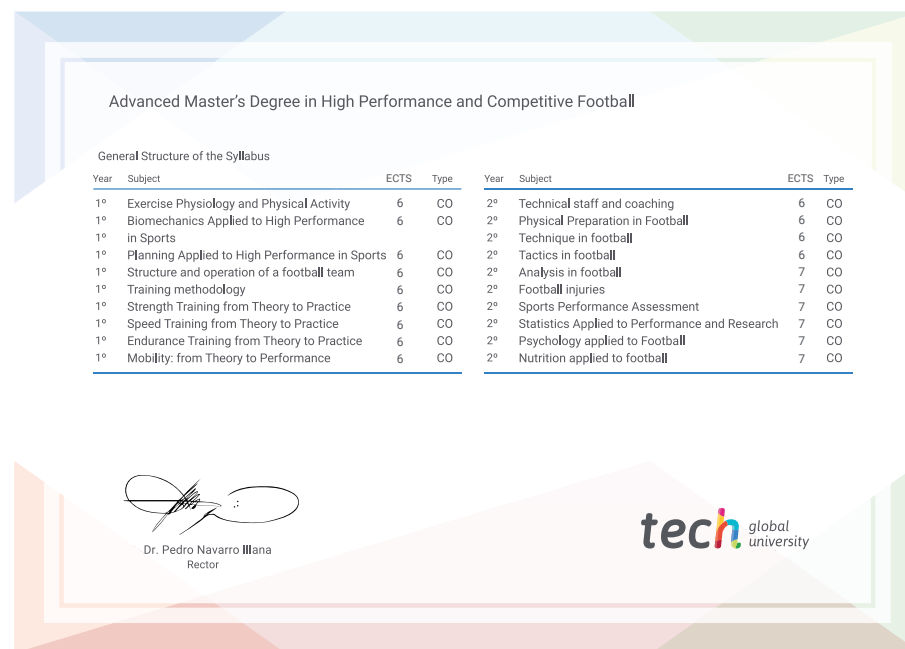 Advanced Master's Degree in High Performance and Competitive Football
General Structure of the Syllabus
Year Subject ECTS Type
1º Exercise Physiology and Physical Activity 6 CO
1º Biomechanics Applied to High Performance 6 CO
1º in Sports
1º Planning Applied to High Performance in Sports 6 CO
1º Structure and operation of a football team 6 CO
1º Training methodology 6 CO
1º Strength Training from Theory to Practice 6 CO
1º Speed Training from Theory to Practice 6 CO
1º Endurance Training from Theory to Practice 6 CO
1º Mobility: from Theory to Performance 6 CO
Year Subject ECTS Type
2º Technical staff and coaching 6 CO
2º Physical Preparation in Football 6 CO
2º Technique in football 6 CO
2º Tactics in football 6 CO
2º Analysis in football 7 CO
2º Football injuries 7 CO
2º Sports Performance Assessment 7 CO
2º Statistics Applied to Performance and Research 7 CO
2º Psychology applied to Football 7 CO
2º Nutrition applied to football 7 CO
Dr. Pedro Navarro Illana
Rector
tech global
university